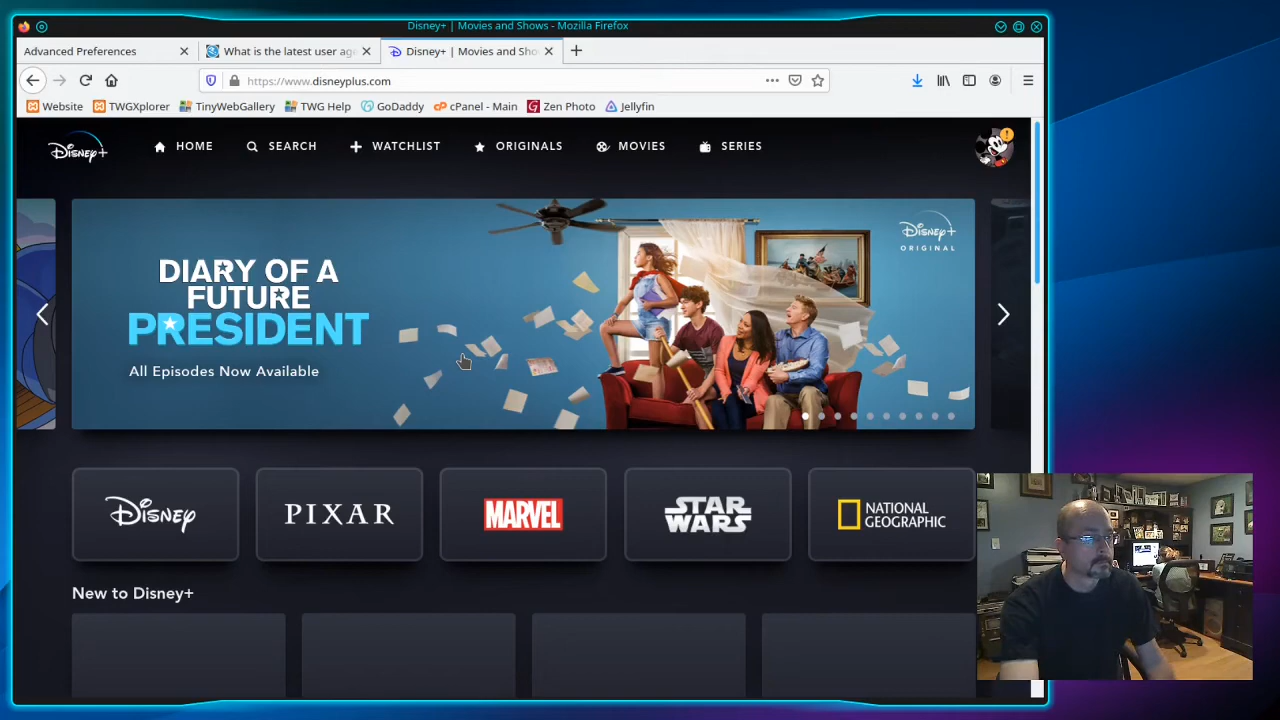 Disney+ | Movies and Shows - Mozilla Firefox
Advanced Preferences
What is the latest user age
Disney+ | Movies and Sho
https://www.disneyplus.com
Website
TWGXplorer
TinyWebGallery
TWG Help
GoDaddy
cPanel - Main
Zen Photo
Jellyfin
Disney+
HOME
SEARCH
WATCHLIST
ORIGINALS
MOVIES
SERIES
Disney+
ORIGINAL
DIARY OF A
FUTURE
PRESIDENT
All Episodes Now Available
Disney
PIXAR
MARVEL
STAR
WARS
NATIONAL
GEOGRAPHIC
New to Disney+